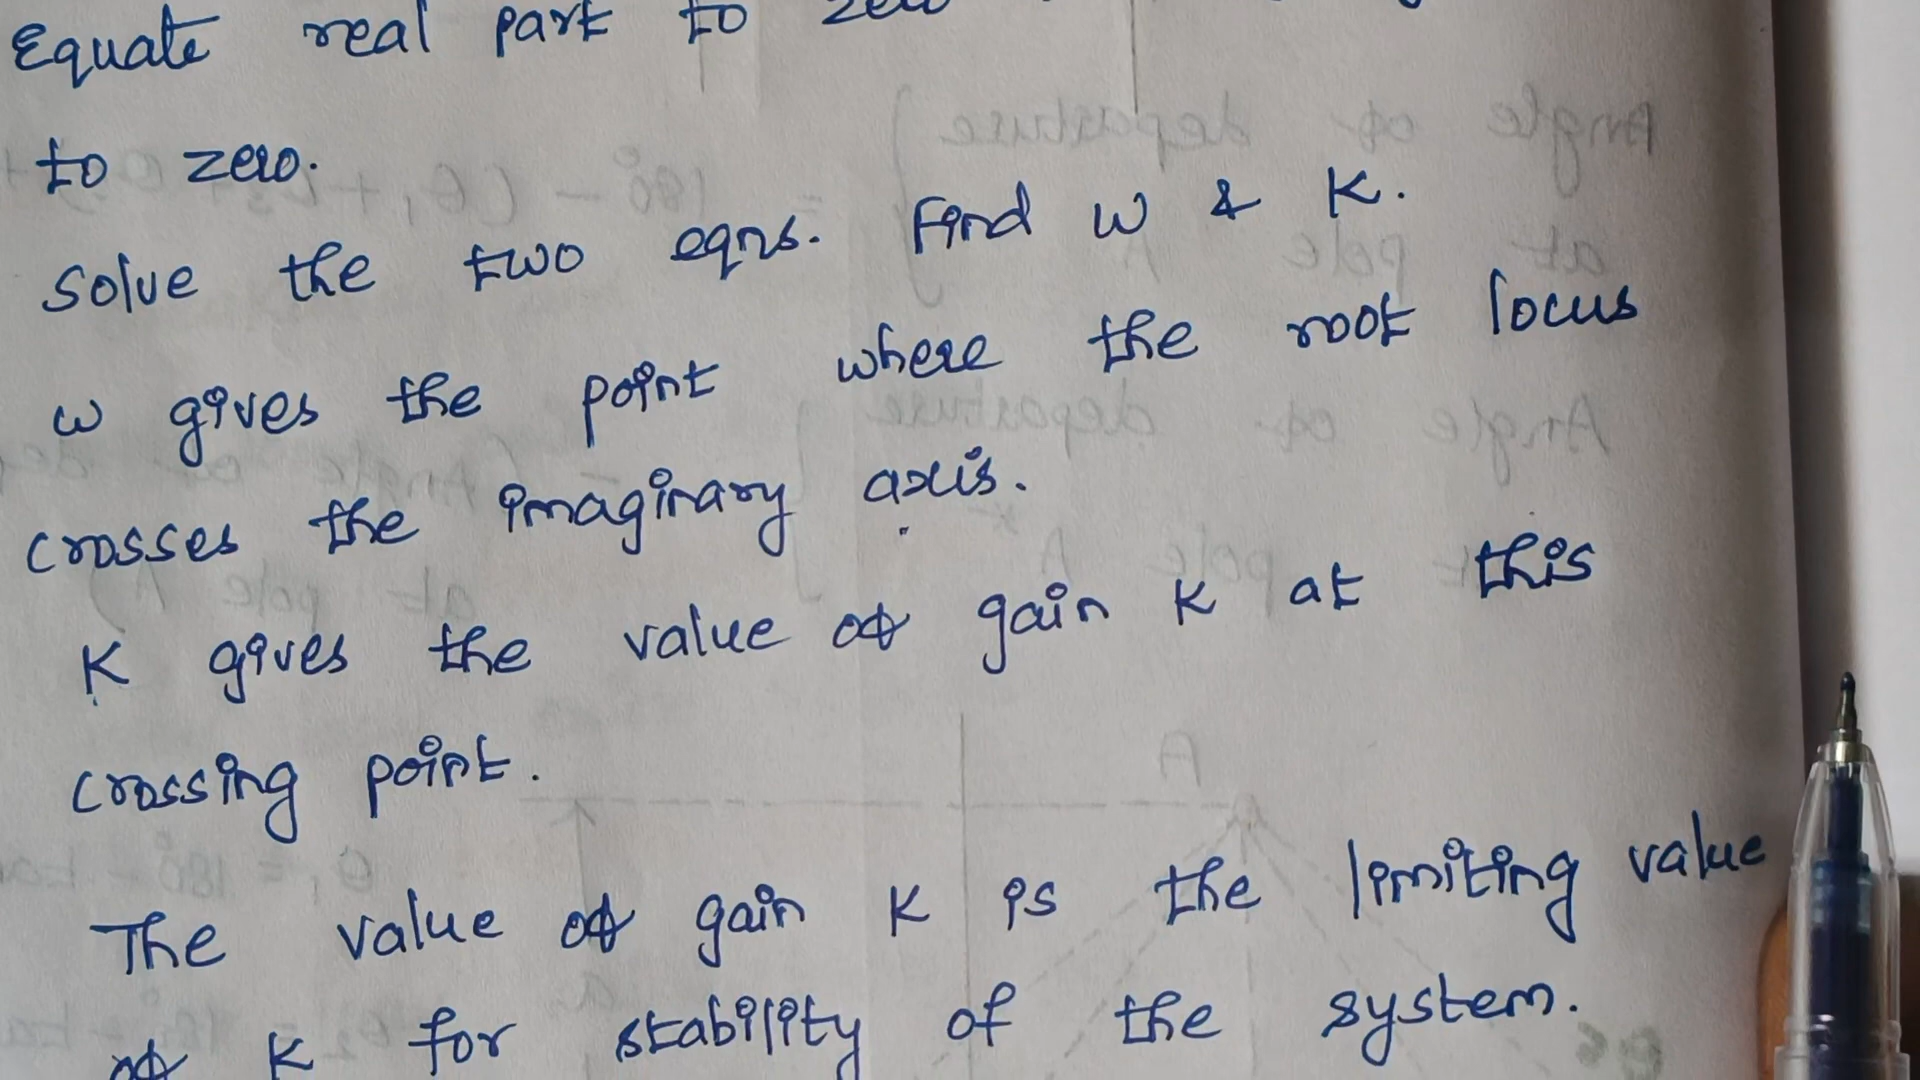 Equate real part to zero
to zero.
Solve the two eqns. Find w & K.
w gives the point where the root locus
crosses the imaginary axis.
K gives the value of gain K at this
crossing point.
The value of gain K is the limiting value
of K for stability of the system.